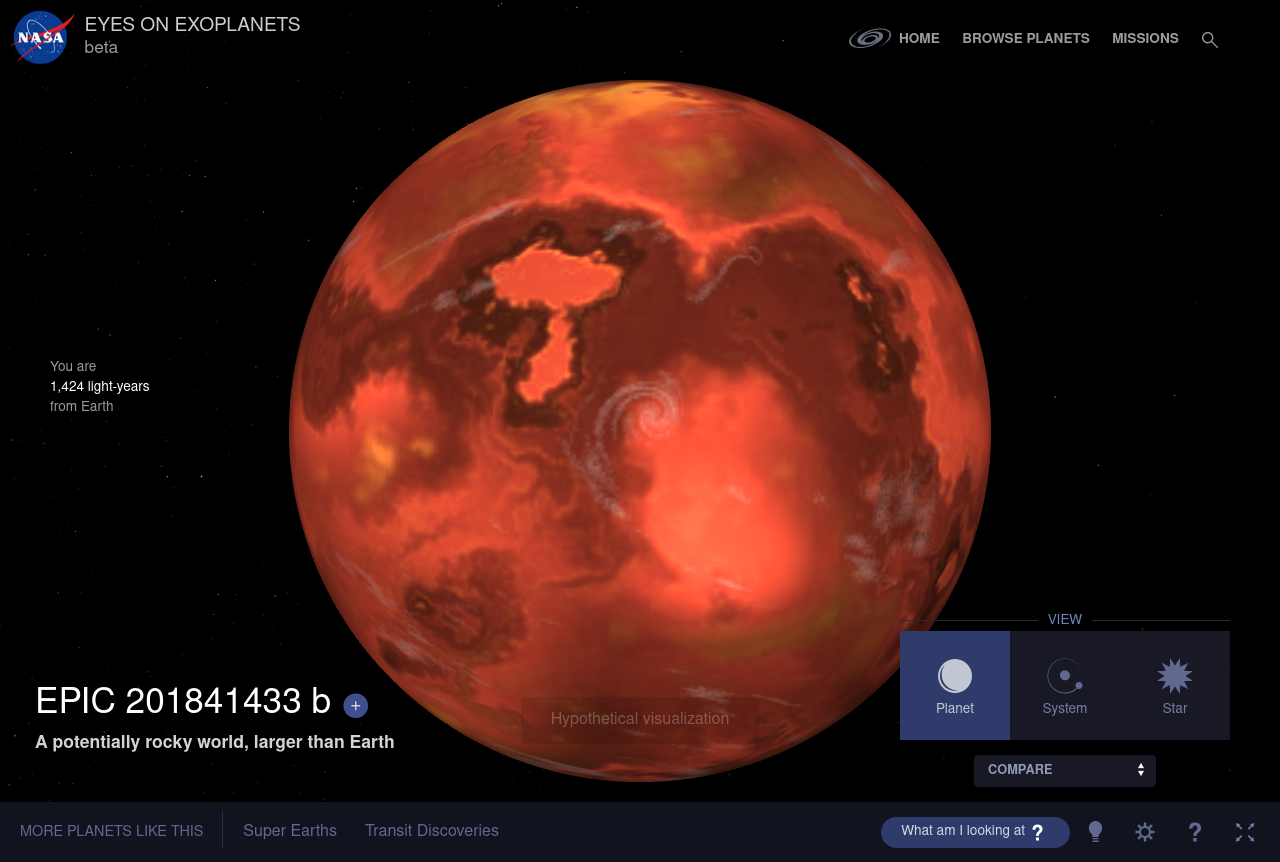 NASA
EYES ON EXOPLANETS
beta
HOME
BROWSE PLANETS
MISSIONS
You are
1,424 light-years
from Earth
VIEW
Planet
System
Star
EPIC 201841433 b +
A potentially rocky world, larger than Earth
Hypothetical visualization
COMPARE
MORE PLANETS LIKE THIS
Super Earths
Transit Discoveries
What am I looking at ?
?